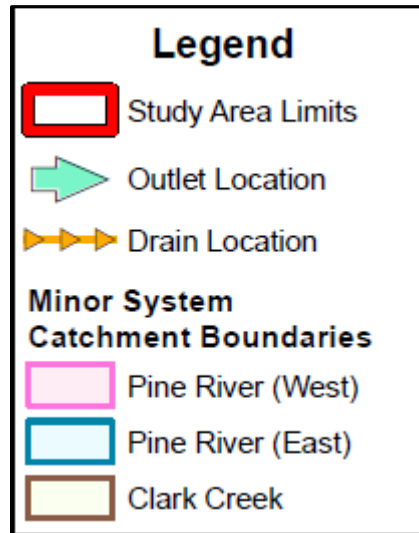 Legend
Study Area Limits
Outlet Location
Drain Location
Minor System
Catchment Boundaries
Pine River (West)
Pine River (East)
Clark Creek